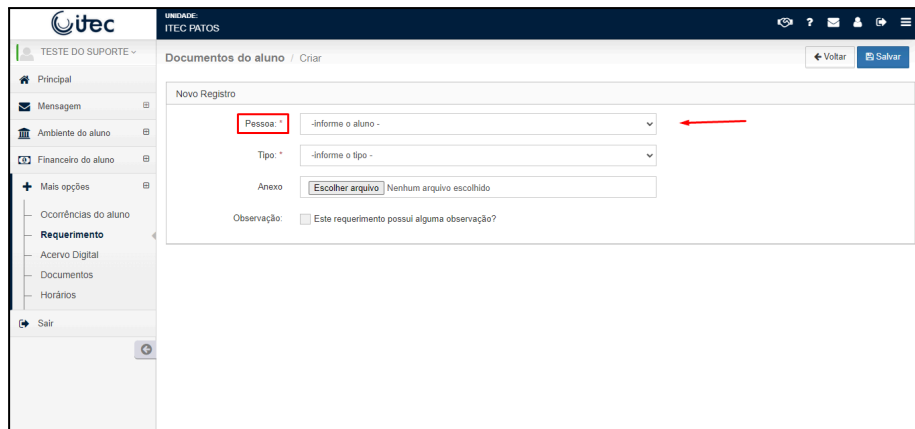 itec
UNIDADE:
ITEC PATOS
?
TESTE DO SUPORTE
Documentos do aluno / Criar
Voltar
Salvar
Principal
Mensagem
Ambiente do aluno
Financeiro do aluno
Mais opções
Ocorrências do aluno
Requerimento
Acervo Digital
Documentos
Horários
Sair
Novo Registro
Pessoa: *
-informe o aluno -
Tipo: *
-informe o tipo -
Anexo
Escolher arquivo Nenhum arquivo escolhido
Observação:
Este requerimento possui alguma observação?